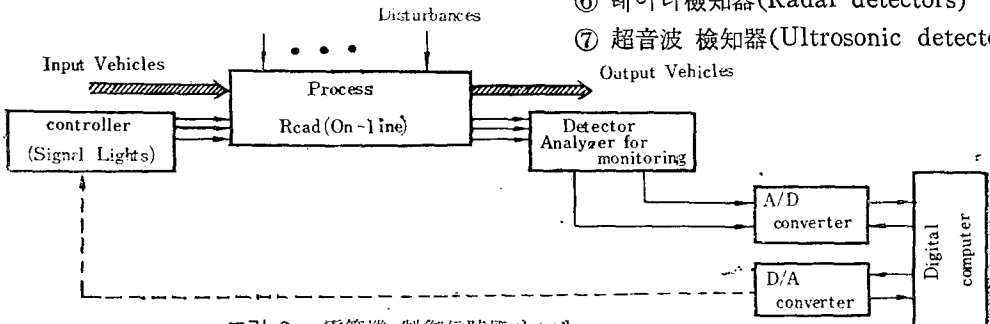 ⑥ 레이더檢知器(Radar detectors)
⑦ 超音波 檢知器(Ultrosonic detecto
Disturbances
Input Vehicles
Output Vehicles
Process
Road(On-line)
controller
(Signal Lights)
Detector
Analyzer for
monitoring
A/D
converter
D/A
converter
Digital
computer